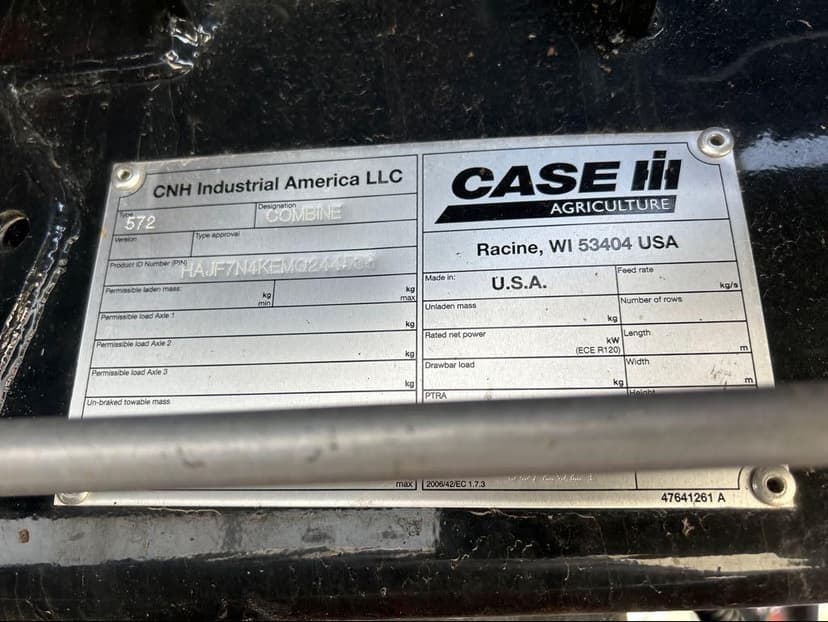 CNH Industrial America LLC
Type
572
Designation
COMBINE
Version
Type approval
Product ID Number (PIN)
Permissible laden mass:
kg
min
kg
max
Permissible load Axle 1
kg
Permissible load Axle 2
kg
Permissible load Axle 3
kg
Un-braked towable mass
max
CASE IH
AGRICULTURE
Racine, WI 53404 USA
Made in:
U.S.A.
Feed rate
kg/s
Unladen mass
kg
Number of rows
Rated net power
kW
(ECE R120)
Length
m
Drawbar load
kg
Width
m
PTRA
Height
2006/42/EC 1.7.3
47641261 A